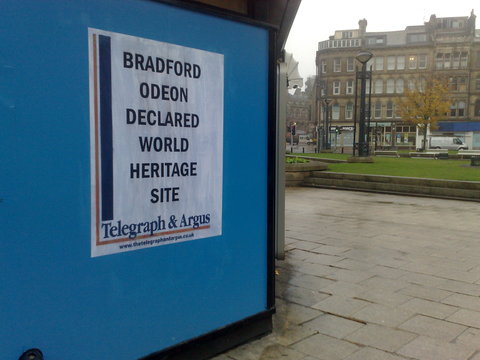 BRADFORD
ODEON
DECLARED
WORLD
HERITAGE
SITE
Telegraph & Argus
www.thetelegraphandargus.co.uk